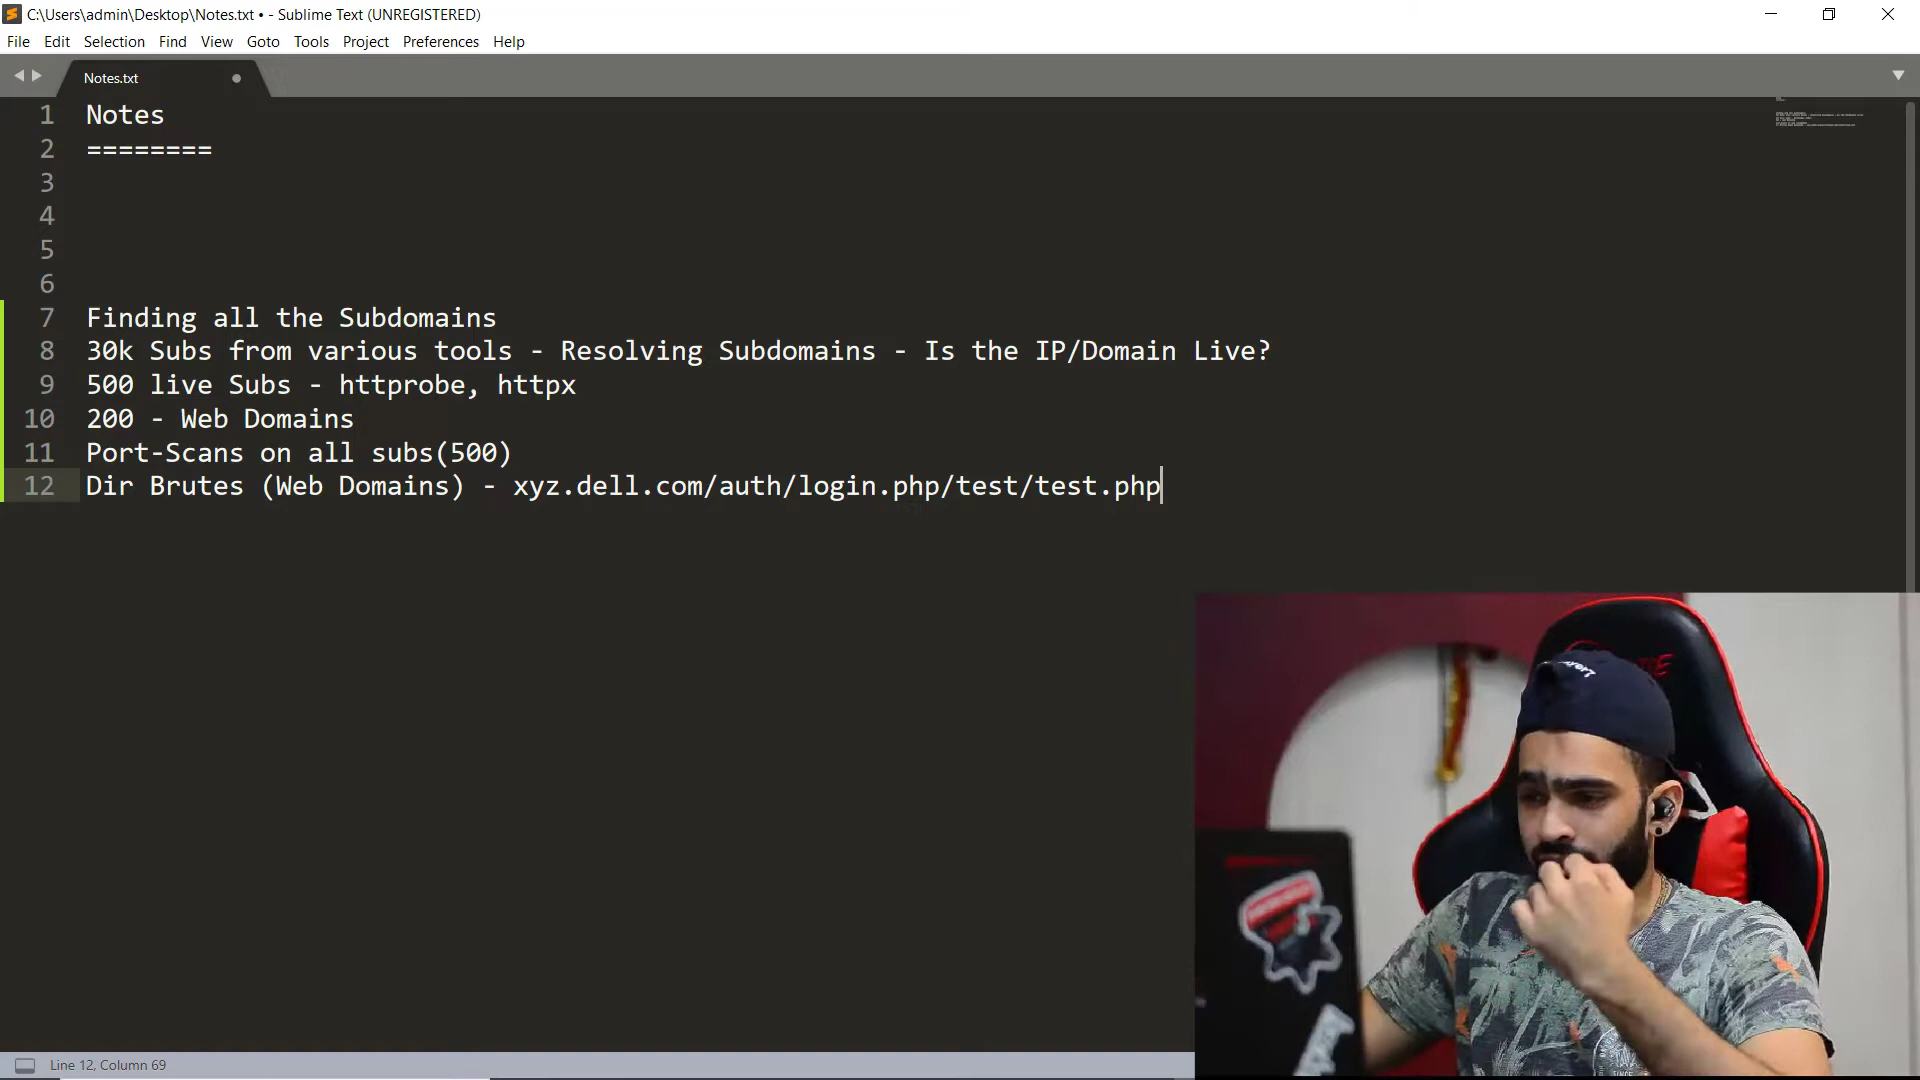 C:\Users\admin\Desktop\Notes.txt • - Sublime Text (UNREGISTERED)
File Edit Selection Find View Goto Tools Project Preferences Help
Notes.txt
1 Notes
2 ========
3
4
5
6
7 Finding all the Subdomains
8 30k Subs from various tools - Resolving Subdomains - Is the IP/Domain Live?
9 500 live Subs - httprobe, httpx
10 200 - Web Domains
11 Port-Scans on all subs(500)
12 Dir Brutes (Web Domains) - xyz.dell.com/auth/login.php/test/test.php
Line 12, Column 69